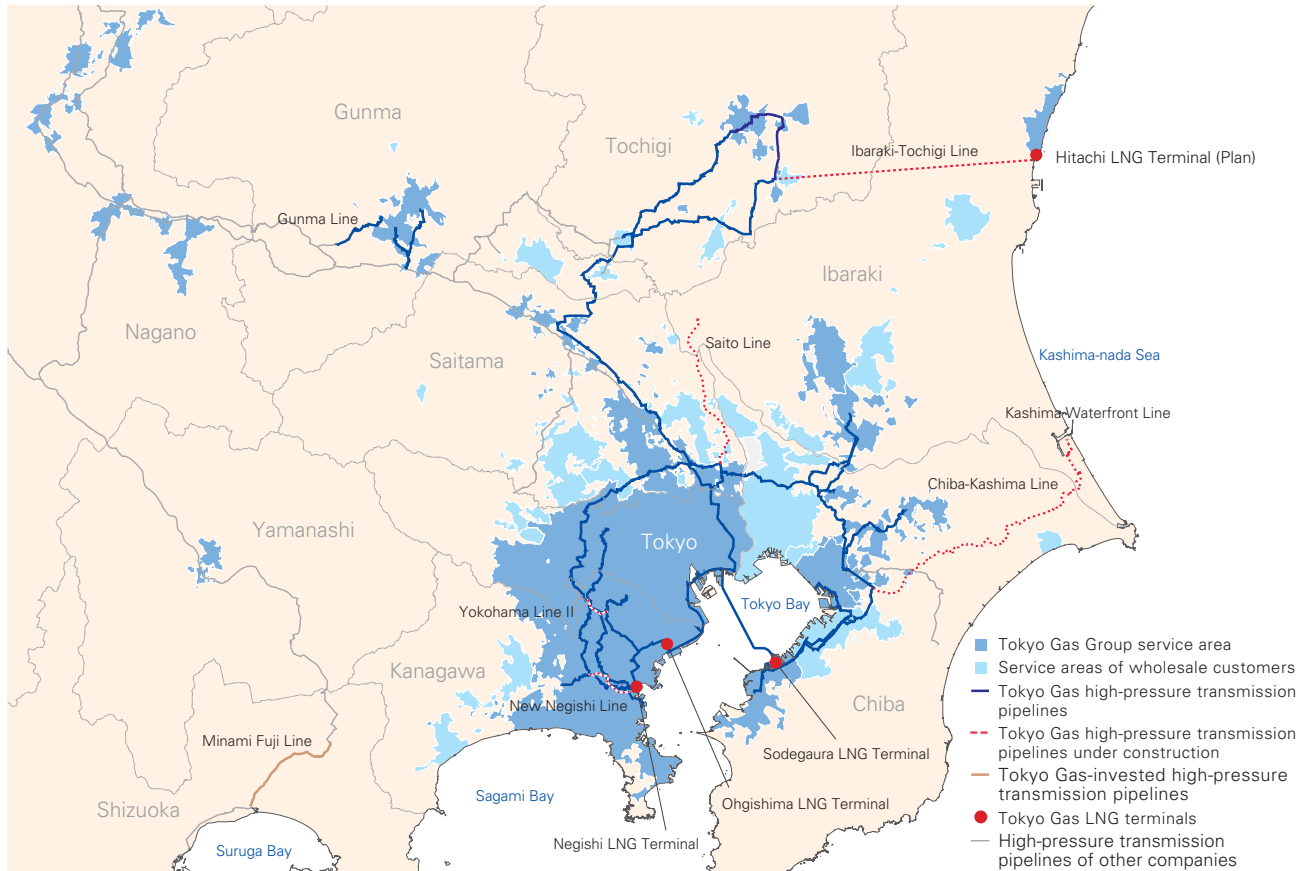 Gunma
Tochigi
Ibaraki-Tochigi Line
Hitachi LNG Terminal (Plan)
Gunma Line
Ibaraki
Nagano
Saitama
Saito Line
Kashima-nada Sea
Kashima Waterfront Line
Chiba-Kashima Line
Yamanashi
Tokyo
Yokohama Line II
Tokyo Bay
Kanagawa
New Negishi Line
Chiba
Minami Fuji Line
Sodegaura LNG Terminal
Shizuoka
Sagami Bay
Ohgishima LNG Terminal
Negishi LNG Terminal
Suruga Bay
Tokyo Gas Group service area
Service areas of wholesale customers
Tokyo Gas high-pressure transmission
pipelines
Tokyo Gas high-pressure transmission
pipelines under construction
Tokyo Gas-invested high-pressure
transmission pipelines
Tokyo Gas LNG terminals
High-pressure transmission
pipelines of other companies